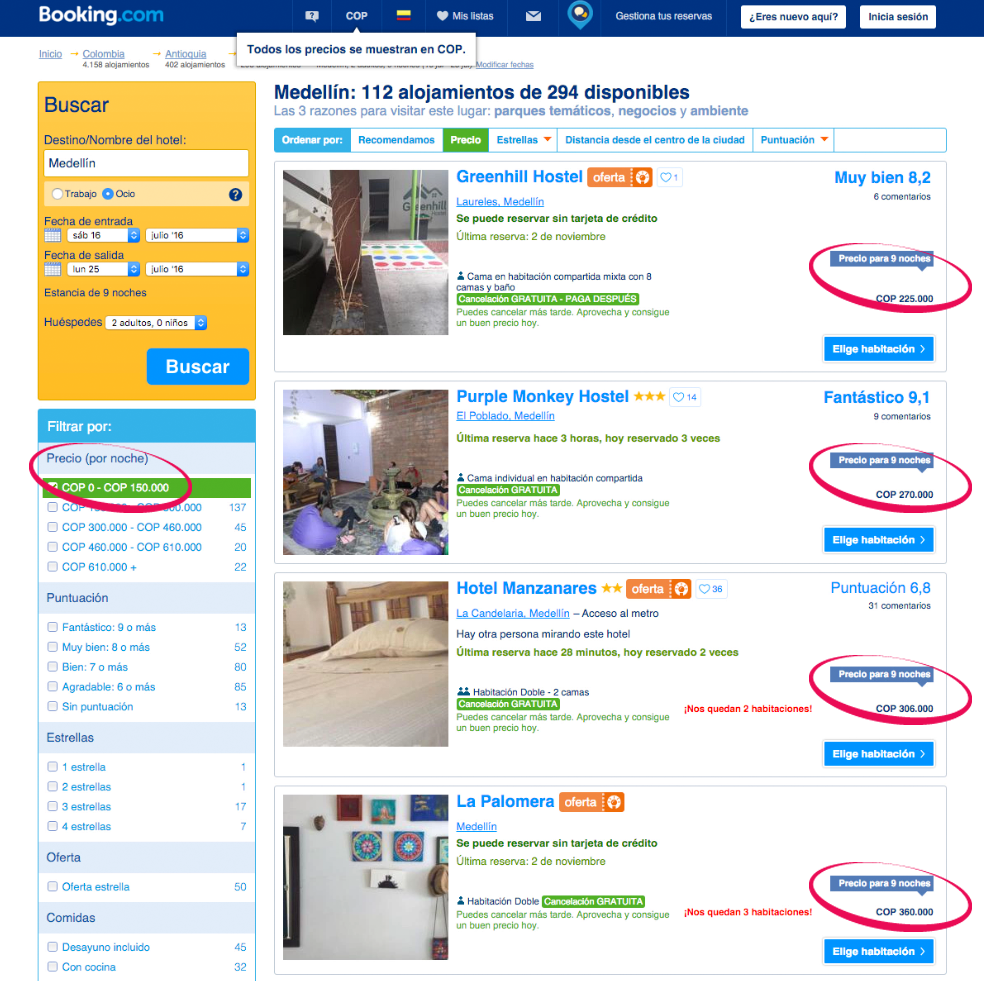 Booking.com
COP
Mis listas
Gestiona tus reservas
¿Eres nuevo aquí?
Inicia sesión
Todos los precios se muestran en COP.
Inicio → Colombia → Antioquia →
4.158 alojamientos
402 alojamientos
Modificar fechas
Buscar
Destino/Nombre del hotel:
Medellín
Trabajo Ocio ?
Fecha de entrada
sáb 16 julio '16
Fecha de salida
lun 25 julio '16
Estancia de 9 noches
Huéspedes 2 adultos, 0 niños
Buscar
Filtrar por:
Precio (por noche)
COP 0 - COP 150.000
137
COP 300.000 - COP 460.000 45
COP 460.000 - COP 610.000 20
COP 610.000 + 22
Puntuación
Fantástico: 9 o más 13
Muy bien: 8 o más 52
Bien: 7 o más 80
Agradable: 6 o más 85
Sin puntuación 13
Estrellas
1 estrella 1
2 estrellas 1
3 estrellas 17
4 estrellas 7
Oferta
Oferta estrella 50
Comidas
Desayuno incluido 45
Con cocina 32
Medellín: 112 alojamientos de 294 disponibles
Las 3 razones para visitar este lugar: parques temáticos, negocios y ambiente
Ordenar por: Recomendamos Precio Estrellas Distancia desde el centro de la ciudad Puntuación
Greenhill Hostel oferta 1
Greenhill
Laureles, Medellín
Se puede reservar sin tarjeta de crédito
Última reserva: 2 de noviembre
Cama en habitación compartida mixta con 8
camas y baño
Cancelación GRATUITA - PAGA DESPUÉS
Puedes cancelar más tarde. Aprovecha y consigue
un buen precio hoy.
Muy bien 8,2
6 comentarios
Precio para 9 noches
COP 225.000
Elige habitación >
Purple Monkey Hostel 14
El Poblado, Medellín
Última reserva hace 3 horas, hoy reservado 3 veces
Cama individual en habitación compartida
Cancelación GRATUITA
Puedes cancelar más tarde. Aprovecha y consigue
un buen precio hoy.
Fantástico 9,1
9 comentarios
Precio para 9 noches
COP 270.000
Elige habitación >
Hotel Manzanares oferta 36
La Candelaria, Medellín – Acceso al metro
Hay otra persona mirando este hotel
Última reserva hace 28 minutos, hoy reservado 2 veces
Habitación Doble - 2 camas
Cancelación GRATUITA
Puedes cancelar más tarde. Aprovecha y consigue
un buen precio hoy.
¡Nos quedan 2 habitaciones!
Puntuación 6,8
31 comentarios
Precio para 9 noches
COP 306.000
Elige habitación >
La Palomera oferta
Medellín
Se puede reservar sin tarjeta de crédito
Última reserva: 2 de noviembre
Habitación Doble Cancelación GRATUITA
Puedes cancelar más tarde. Aprovecha y consigue
un buen precio hoy.
¡Nos quedan 3 habitaciones!
Precio para 9 noches
COP 360.000
Elige habitación >